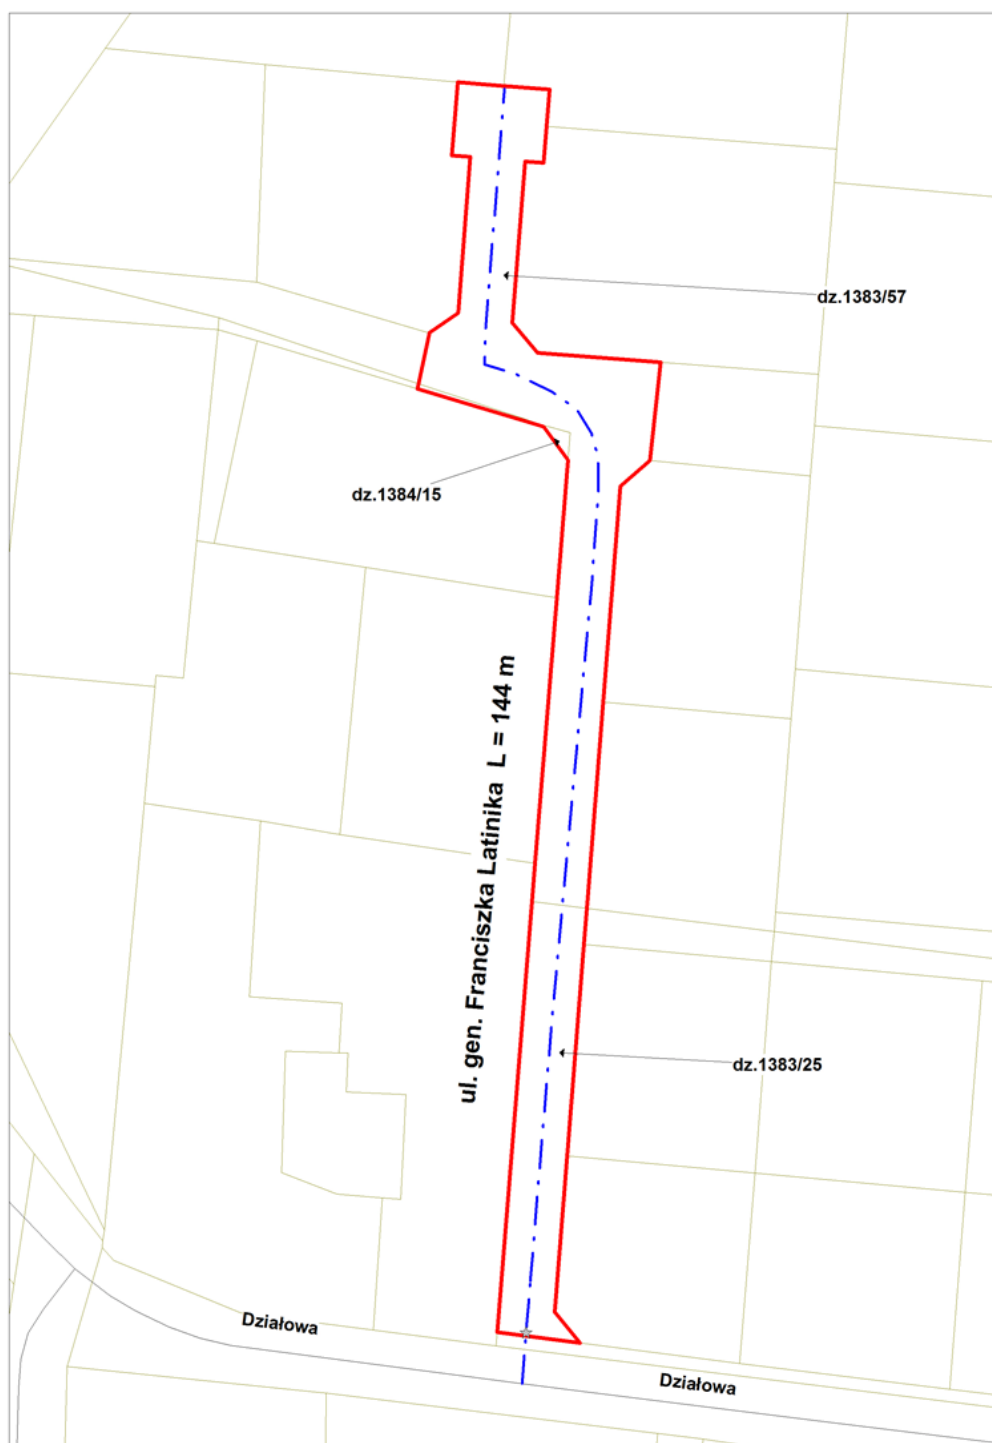 dz.1383/57
dz.1384/15
ul. gen. Franciszka Latinika L = 144 m
dz.1383/25
Działowa
Działowa